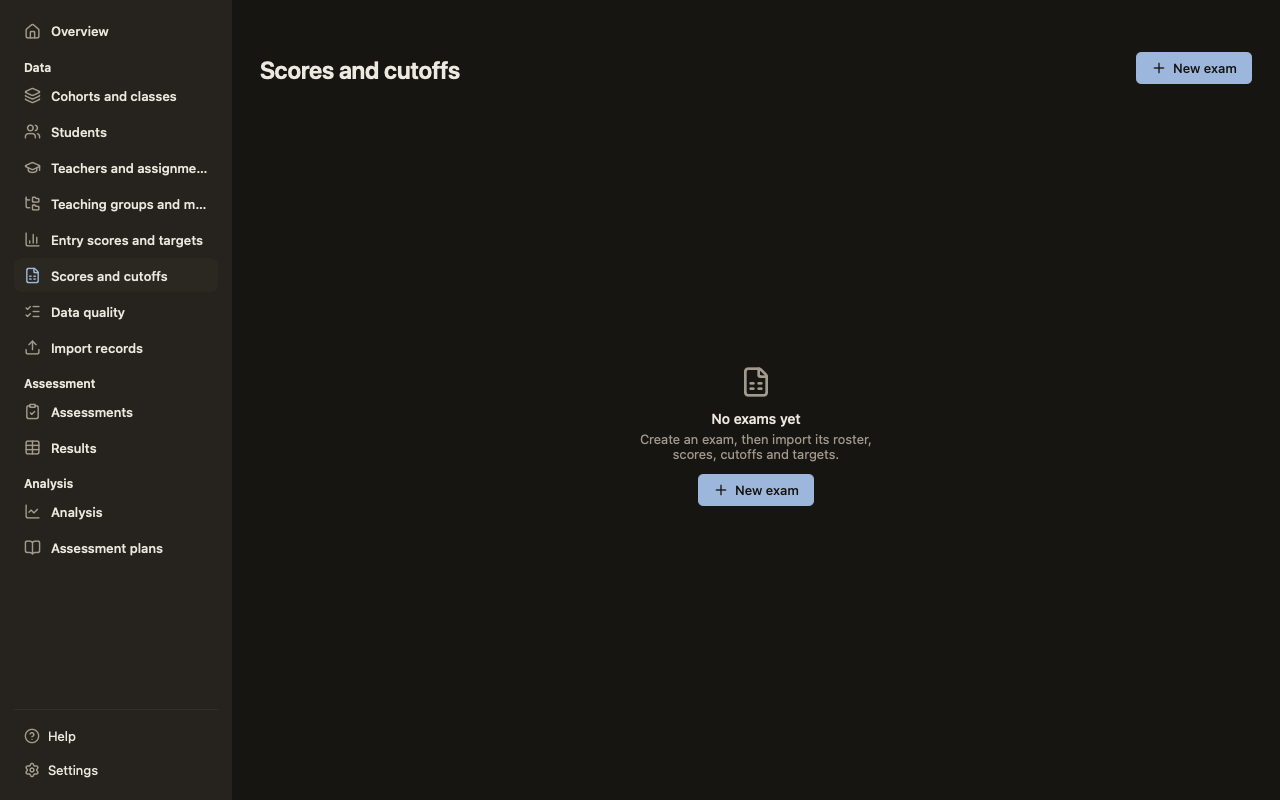 Overview
Data
Cohorts and classes
Students
Teachers and assignme...
Teaching groups and m...
Entry scores and targets
Scores and cutoffs
Data quality
Import records
Assessment
Assessments
Results
Analysis
Analysis
Assessment plans
Help
Settings
Scores and cutoffs
New exam
No exams yet
Create an exam, then import its roster,
scores, cutoffs and targets.
New exam